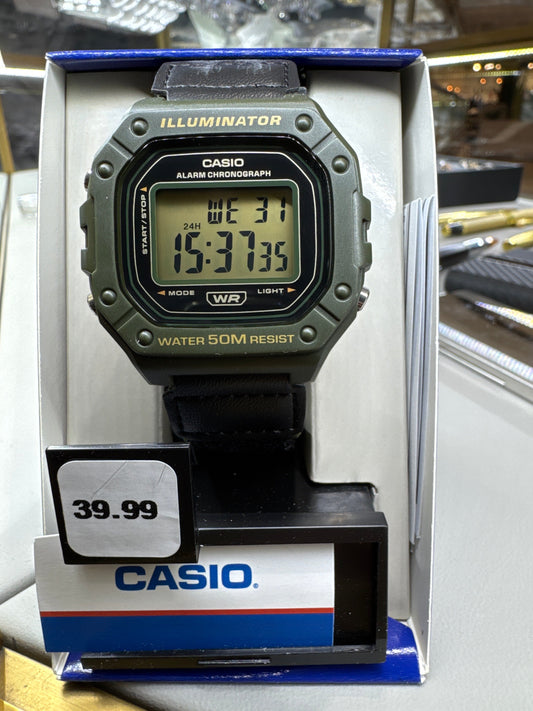 ILLUMINATOR
CASIO
ALARM CHRONOGRAPH
START/STOP
WE 31
24H
15:37 35
MODE
LIGHT
WR
WATER 50M RESIST
39.99
CASIO®